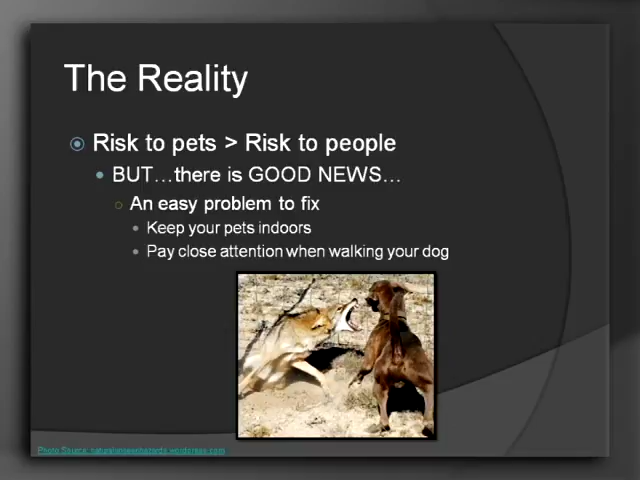 The Reality
Risk to pets > Risk to people
BUT…there is GOOD NEWS…
An easy problem to fix
Keep your pets indoors
Pay close attention when walking your dog
Photo Source: naturalunseenhazards.wordpress.com